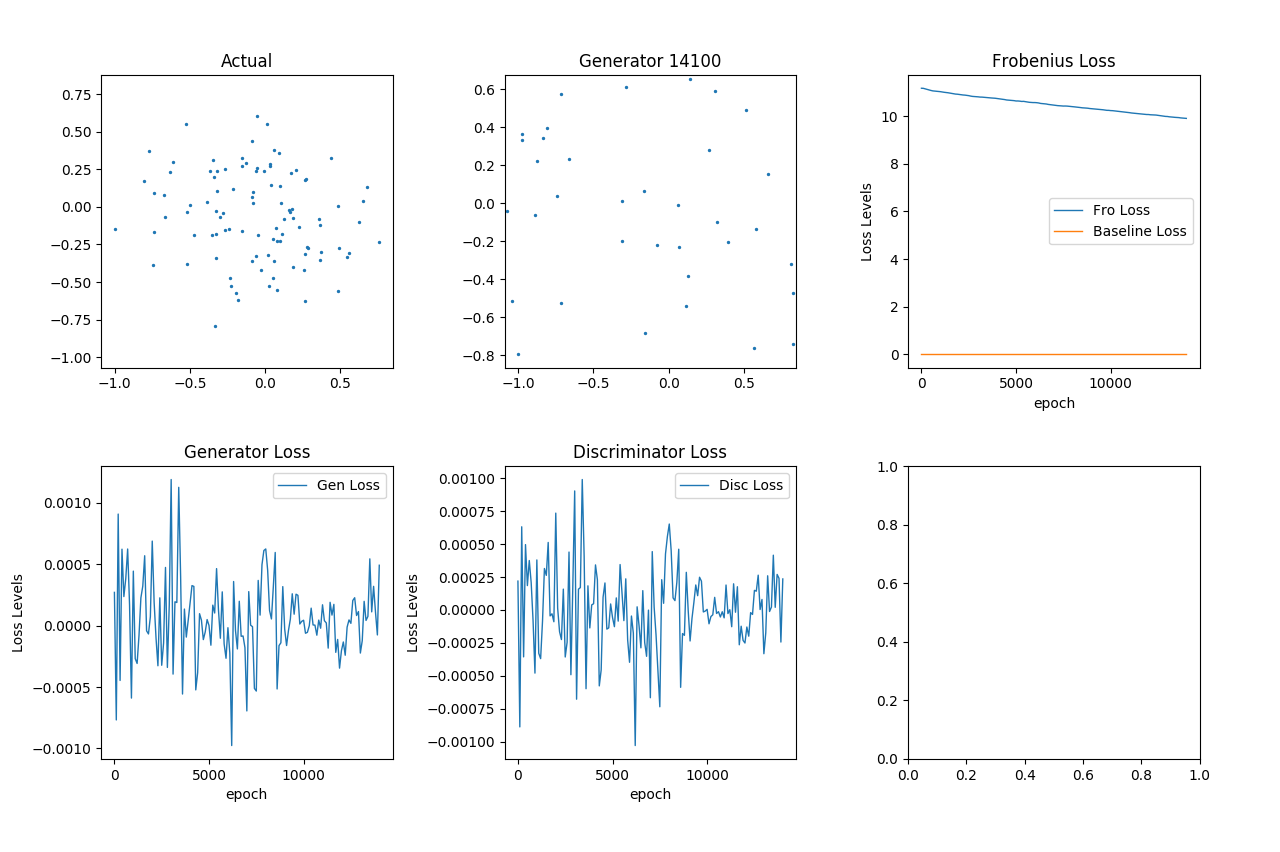 Actual
0.75
0.50
0.25
0.00
−0.25
−0.50
−0.75
−1.00
−1.0 −0.5 0.0 0.5
Generator 14100
0.6
0.4
0.2
0.0
−0.2
−0.4
−0.6
−0.8
−1.0 −0.5 0.0 0.5
Frobenius Loss
Loss Levels
10
8
6
4
2
0
Fro Loss
Baseline Loss
0 5000 10000
epoch
Generator Loss
Loss Levels
Gen Loss
0.0010
0.0005
0.0000
−0.0005
−0.0010
0 5000 10000
epoch
Discriminator Loss
Loss Levels
Disc Loss
0.00100
0.00075
0.00050
0.00025
0.00000
−0.00025
−0.00050
−0.00075
−0.00100
0 5000 10000
epoch
1.0
0.8
0.6
0.4
0.2
0.0
0.0 0.2 0.4 0.6 0.8 1.0